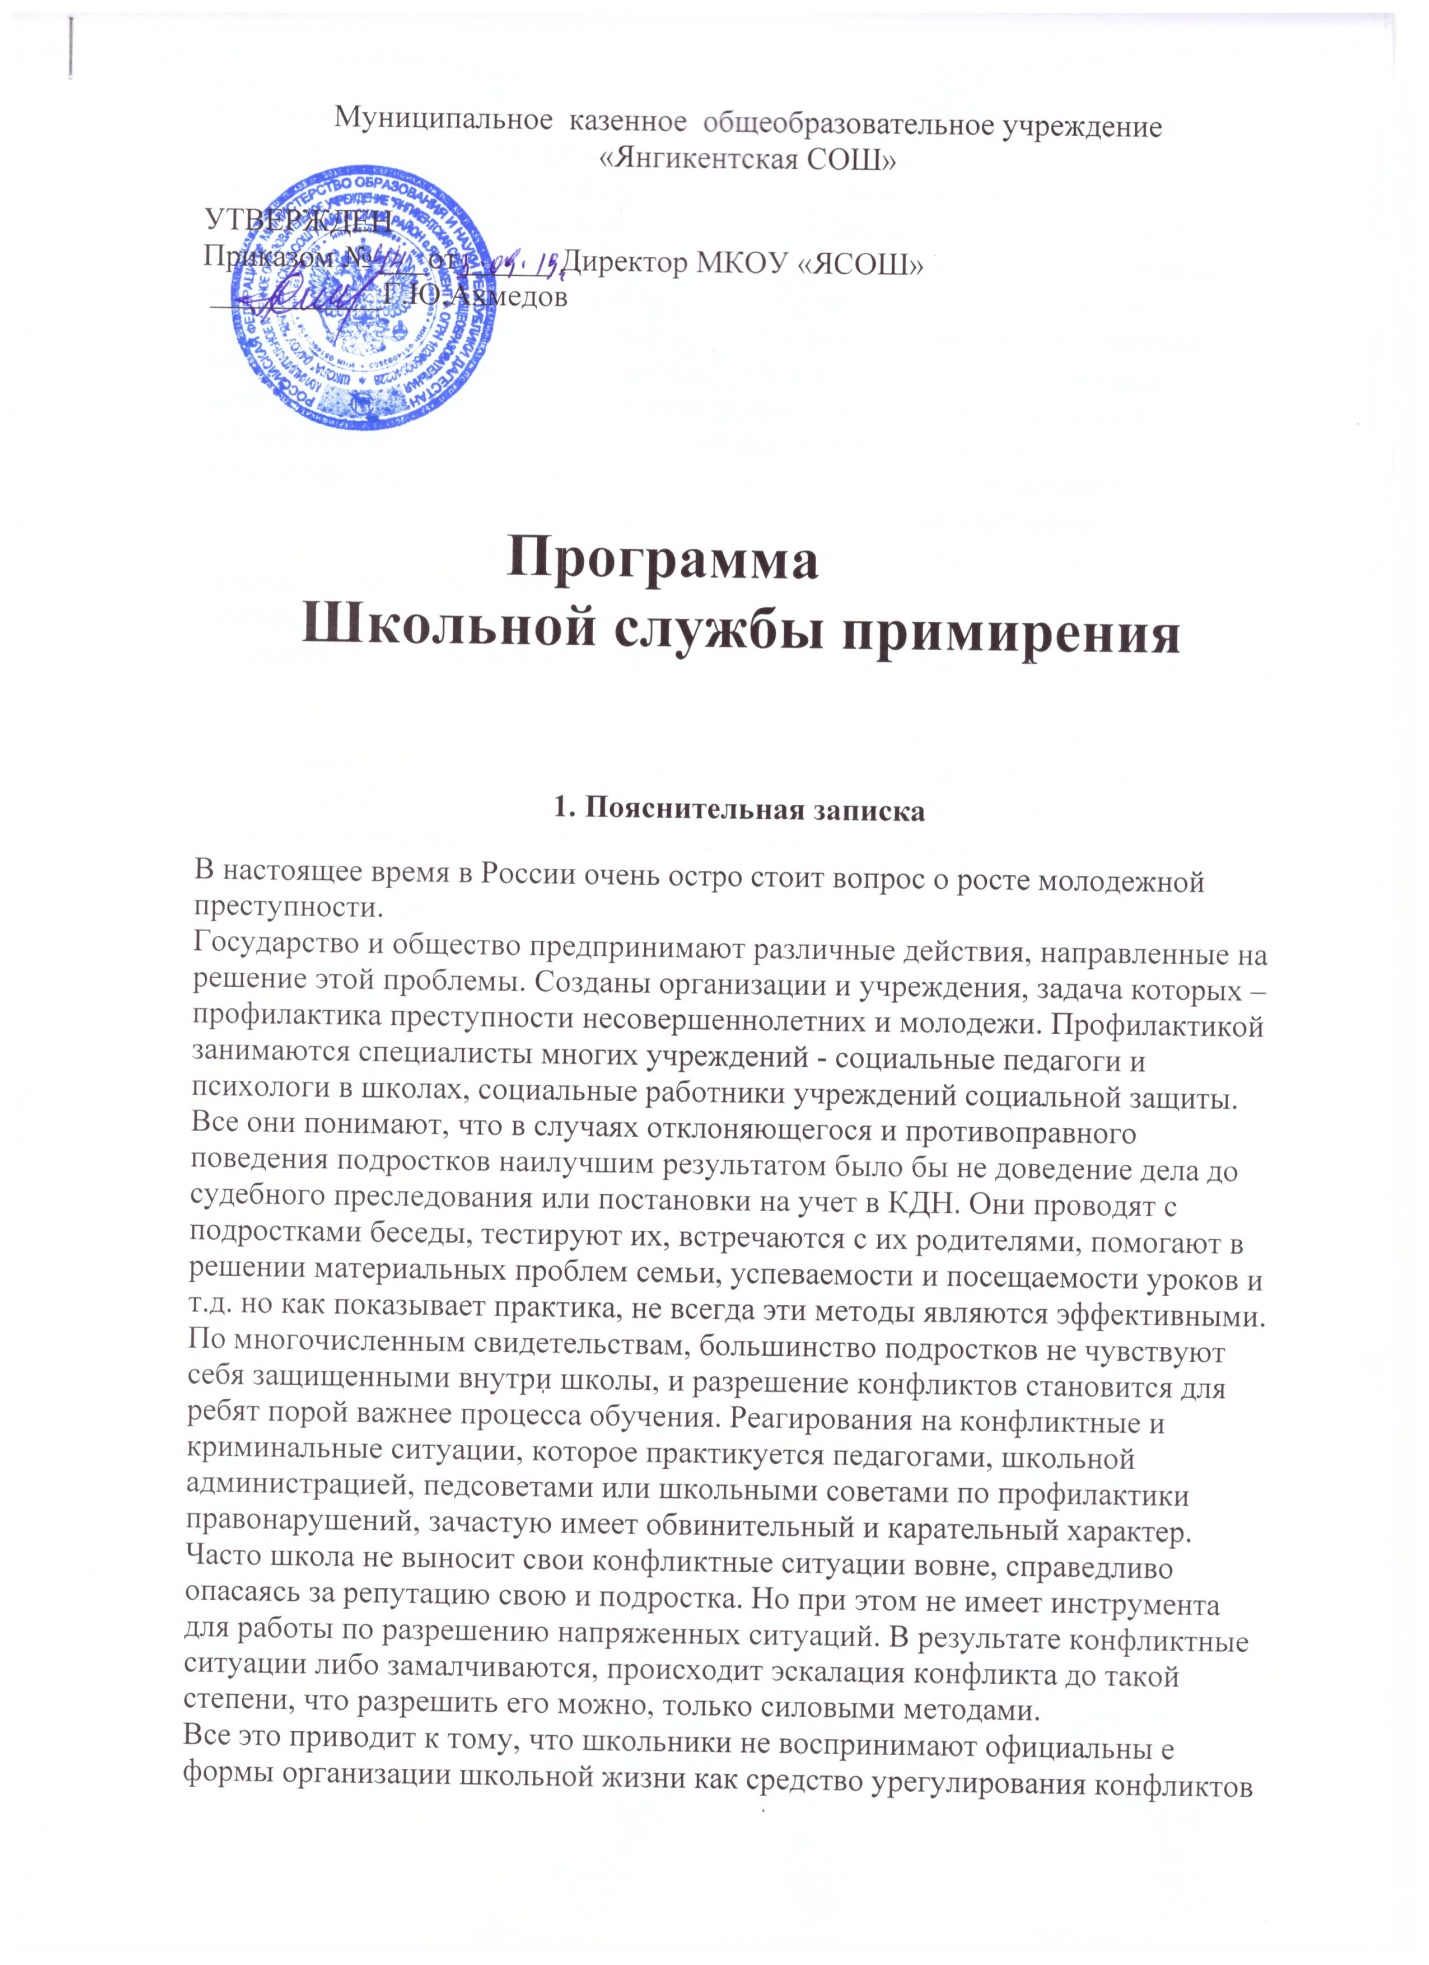 Муниципальное казенное общеобразовательное учреждение
«Янгикентская СОШ»
УТВЕРЖДЕН
Приказом № от Директор МКОУ «ЯСОШ»
Г.Ю.Ахмедов
Программа
Школьной службы примирения
1. Пояснительная записка
В настоящее время в России очень остро стоит вопрос о росте молодежной
преступности.
Государство и общество предпринимают различные действия, направленные на
решение этой проблемы. Созданы организации и учреждения, задача которых –
профилактика преступности несовершеннолетних и молодежи. Профилактикой
занимаются специалисты многих учреждений - социальные педагоги и
психологи в школах, социальные работники учреждений социальной защиты.
Все они понимают, что в случаях отклоняющегося и противоправного
поведения подростков наилучшим результатом было бы не доведение дела до
судебного преследования или постановки на учет в КДН. Они проводят с
подростками беседы, тестируют их, встречаются с их родителями, помогают в
решении материальных проблем семьи, успеваемости и посещаемости уроков и
т.д. но как показывает практика, не всегда эти методы являются эффективными.
По многочисленным свидетельствам, большинство подростков не чувствуют
себя защищенными внутри школы, и разрешение конфликтов становится для
ребят порой важнее процесса обучения. Реагирования на конфликтные и
криминальные ситуации, которое практикуется педагогами, школьной
администрацией, педсоветами или школьными советами по профилактики
правонарушений, зачастую имеет обвинительный и карательный характер.
Часто школа не выносит свои конфликтные ситуации вовне, справедливо
опасаясь за репутацию свою и подростка. Но при этом не имеет инструмента
для работы по разрешению напряженных ситуаций. В результате конфликтные
ситуации либо замалчиваются, происходит эскалация конфликта до такой
степени, что разрешить его можно, только силовыми методами.
Все это приводит к тому, что школьники не воспринимают официальны е
формы организации школьной жизни как средство урегулирования конфликтов